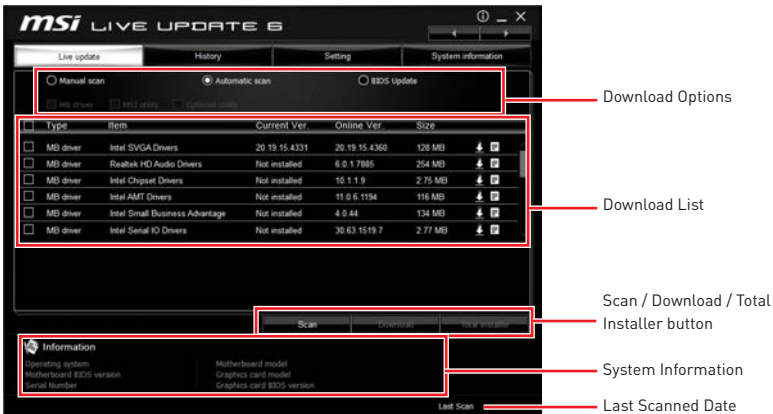 msi LIVE UPDATE 6
Live update History Setting System information
Manual scan Automatic scan BIOS Update
MB driver MSI utility Optional utility
Type Item Current Ver. Online Ver. Size
MB driver Intel SVGA Drivers 20.19.15.4331 20.19.15.4360 128 MB
MB driver Realtek HD Audio Drivers Not installed 6.0.1.7885 254 MB
MB driver Intel Chipset Drivers Not installed 10.1.1.9 2.75 MB
MB driver Intel AMT Drivers Not installed 11.0.6.1194 116 MB
MB driver Intel Small Business Advantage Not installed 4.0.44 134 MB
MB driver Intel Serial IO Drivers Not installed 30.63.1519.7 2.77 MB
Scan Download Total Installer
Information
Operating system Motherboard model
Motherboard BIOS version Graphics card model
Serial Number Graphics card BIOS version
Last Scan
Download Options
Download List
Scan / Download / Total
Installer button
System Information
Last Scanned Date